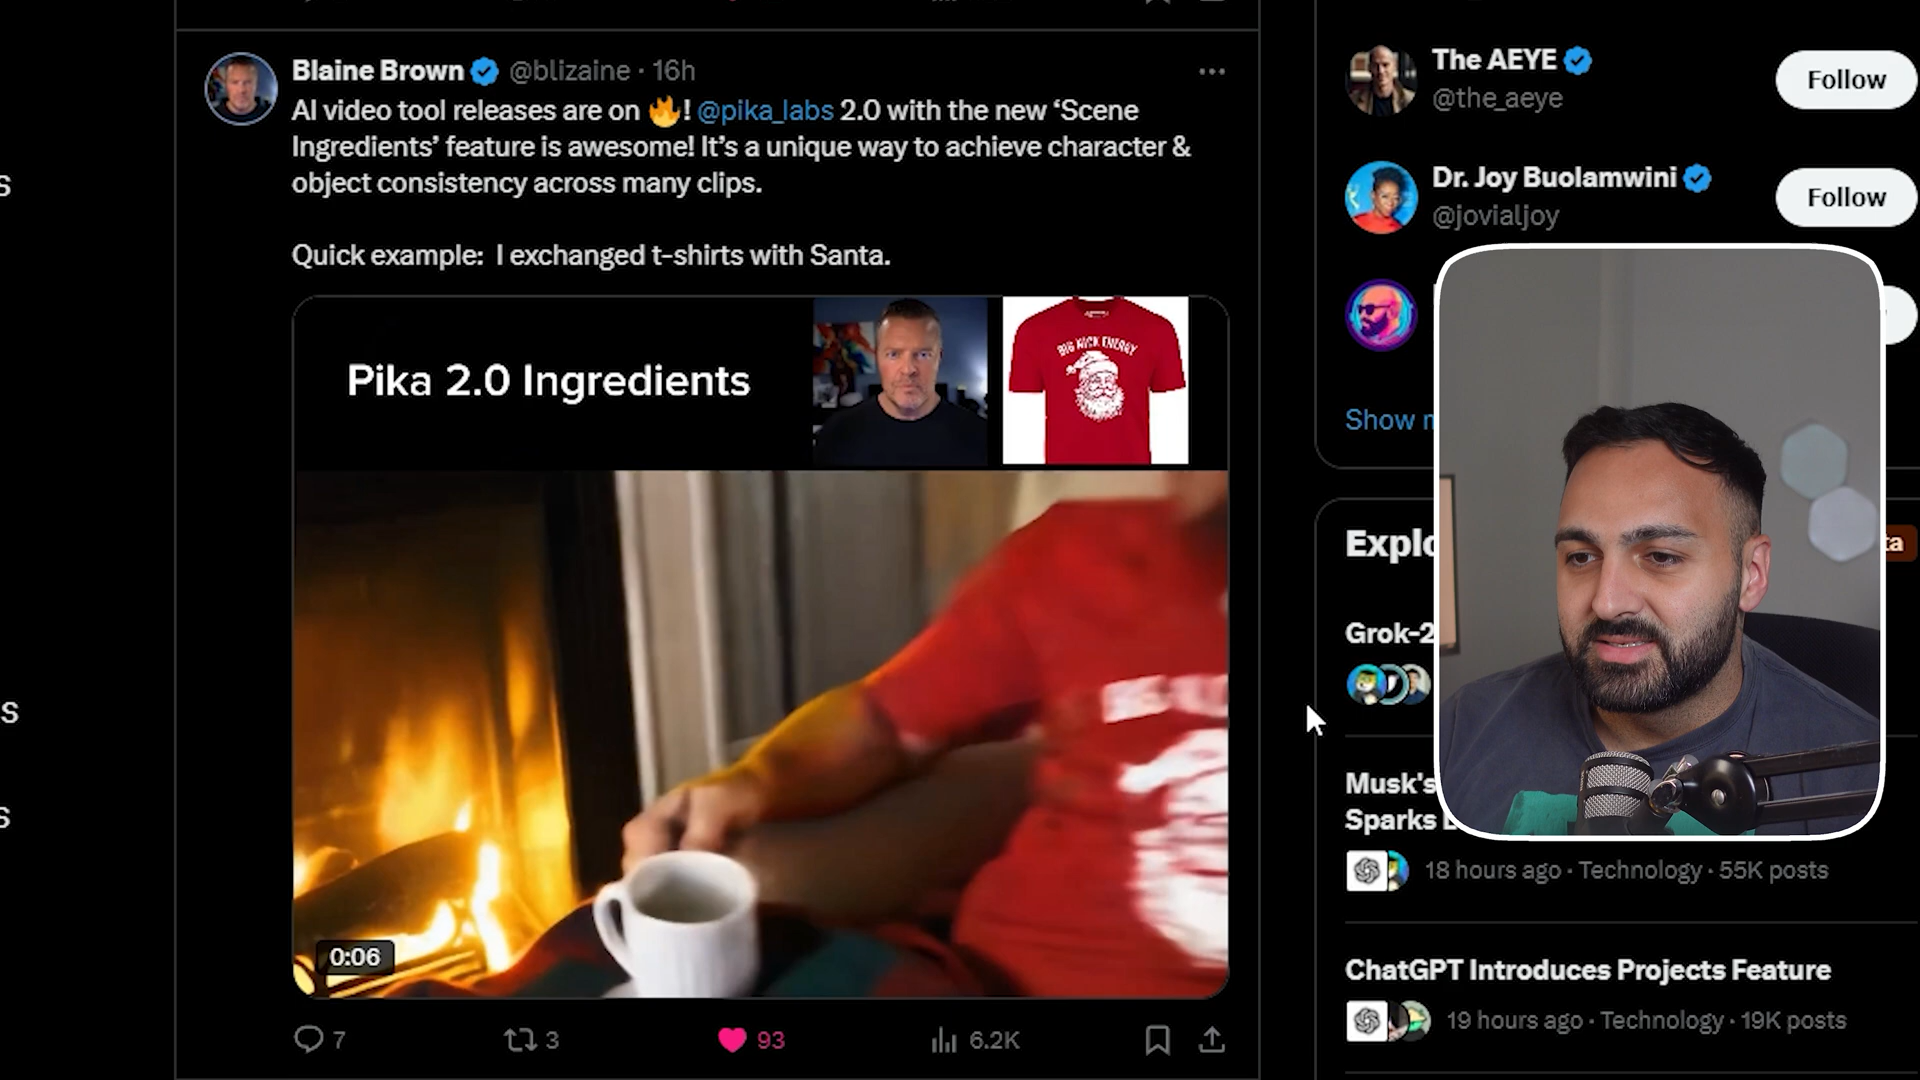 s
s
s
Blaine Brown @blizaine · 16h
AI video tool releases are on 🔥! @pika_labs 2.0 with the new ‘Scene
Ingredients’ feature is awesome! It’s a unique way to achieve character &
object consistency across many clips.
Quick example: I exchanged t-shirts with Santa.
Pika 2.0 Ingredients
BIG NICK ENERGY
0:06
7
3
93
6.2K
The AEYE
@the_aeye
Follow
Dr. Joy Buolamwini
@jovialjoy
Follow
Show
Explo
ta
Grok-2
Musk's
Sparks
18 hours ago · Technology · 55K posts
ChatGPT Introduces Projects Feature
19 hours ago · Technology · 19K posts